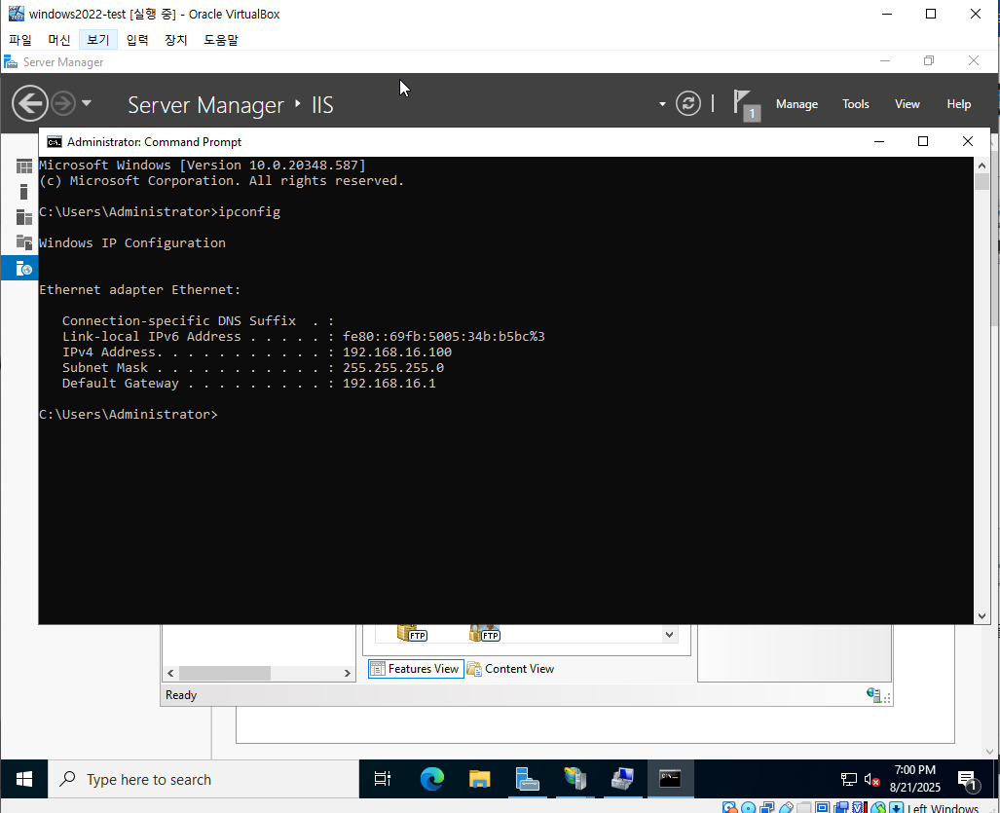 windows2022-test [실행 중] - Oracle VirtualBox
파일 머신 보기 입력 장치 도움말
Server Manager
Server Manager IIS
1 Manage Tools View Help
Administrator: Command Prompt
Microsoft Windows [Version 10.0.20348.587]
(c) Microsoft Corporation. All rights reserved.
C:\Users\Administrator>ipconfig
Windows IP Configuration
Ethernet adapter Ethernet:
Connection-specific DNS Suffix  . :
Link-local IPv6 Address . . . . . : fe80::69fb:5005:34b:b5bc%3
IPv4 Address. . . . . . . . . . . : 192.168.16.100
Subnet Mask . . . . . . . . . . . : 255.255.255.0
Default Gateway . . . . . . . . . : 192.168.16.1
C:\Users\Administrator>
FTP FTP
Features View Content View
Ready
Type here to search
7:00 PM
8/21/2025
1
Left Windows